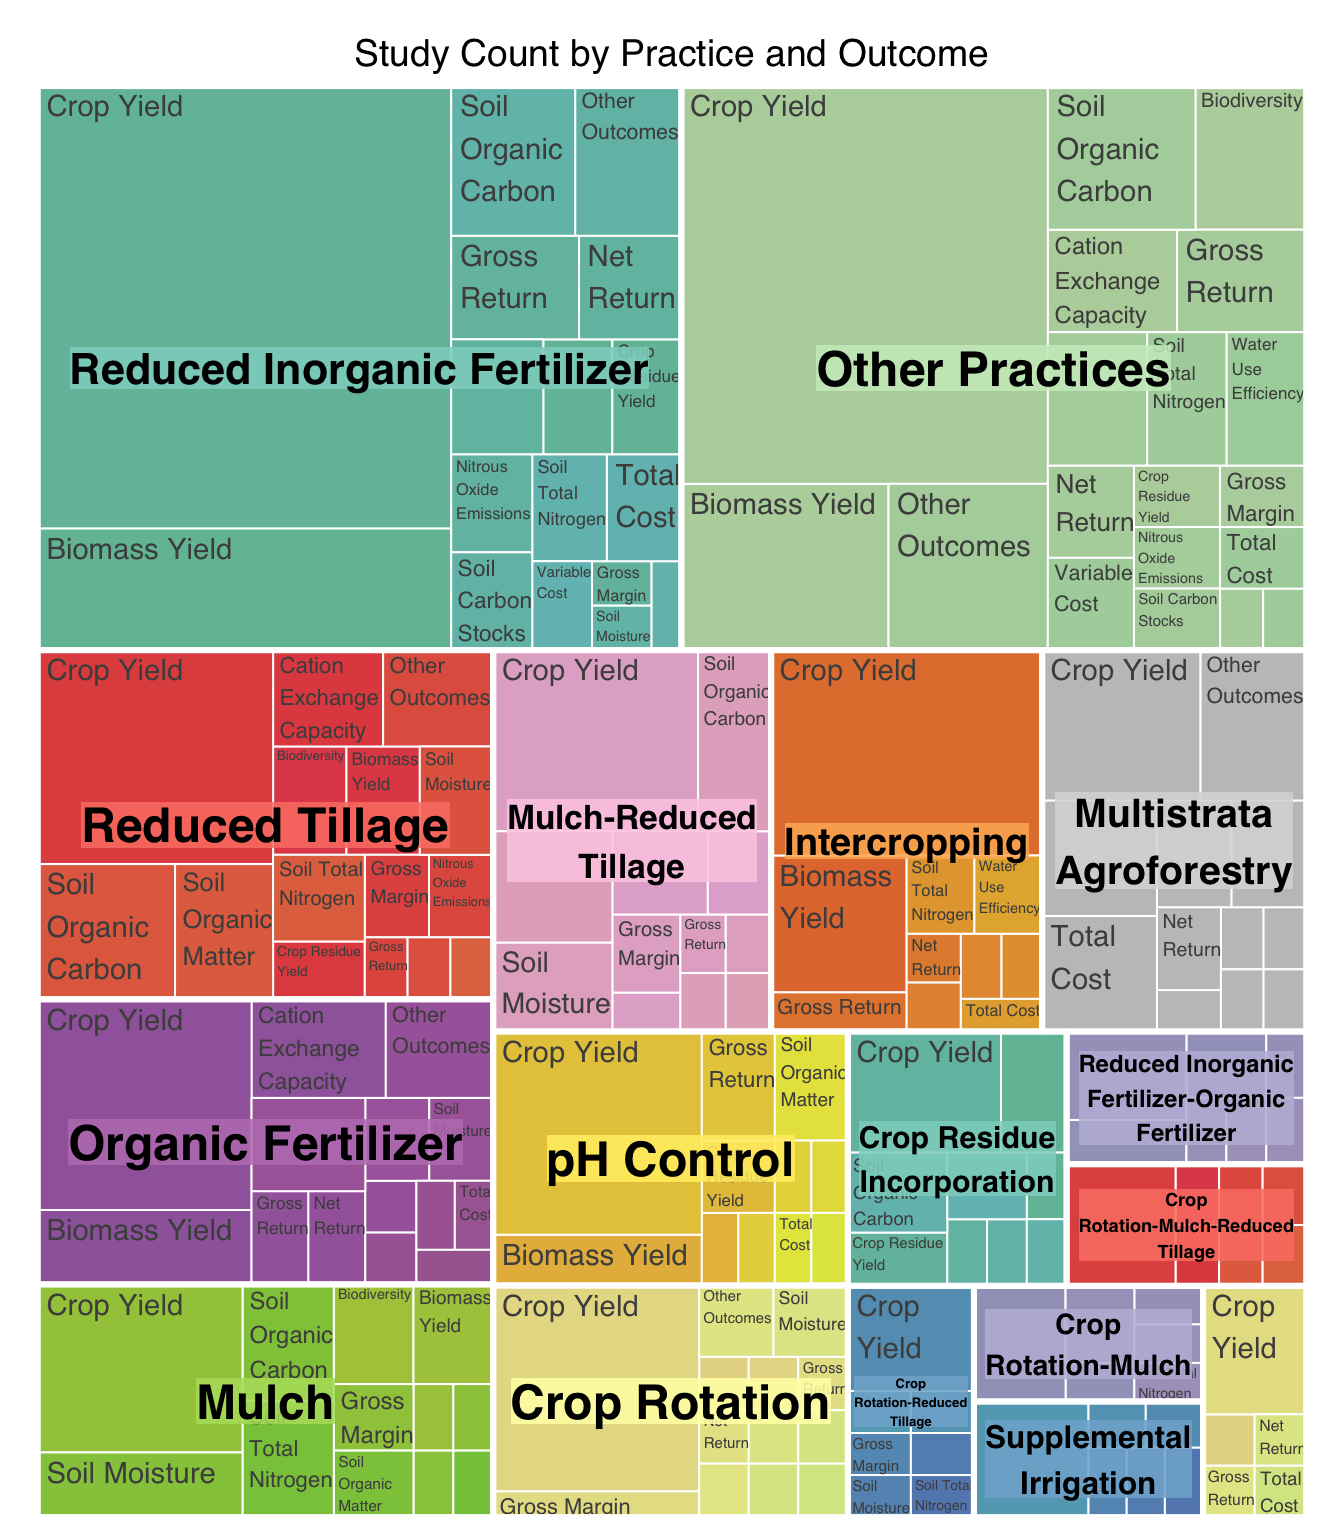 Study Count by Practice and Outcome
Crop Yield
Soil
Organic
Carbon
Other
Outcomes
Gross
Return
Net
Return
Reduced Inorganic Fertilizer
Yield
Nitrous
Oxide
Emissions
Soil
Total
Nitrogen
Total
Cost
Biomass Yield
Soil
Carbon
Stocks
Variable
Cost
Gross
Margin
Soil
Moisture
Crop Yield
Soil
Organic
Carbon
Biodiversity
Cation
Exchange
Capacity
Gross
Return
Other Practices
Soil
Nitrogen
Water
Use
Efficiency
Biomass Yield
Other
Outcomes
Net
Return
Crop
Residue
Yield
Gross
Margin
Nitrous
Oxide
Emissions
Total
Cost
Variable
Cost
Soil Carbon
Stocks
Crop Yield
Cation
Exchange
Capacity
Other
Outcomes
Biodiversity
Biomass
Yield
Soil
Moisture
Reduced Tillage
Soil
Organic
Carbon
Soil
Organic
Matter
Soil Total
Nitrogen
Gross
Margin
Nitrous
Oxide
Emissions
Crop Residue
Yield
Gross
Return
Crop Yield
Soil
Organic
Carbon
Mulch-Reduced
Tillage
Gross
Margin
Gross
Return
Soil
Moisture
Crop Yield
Intercropping
Biomass
Yield
Soil
Total
Nitrogen
Water
Use
Efficiency
Net
Return
Gross Return
Total Cost
Crop Yield
Other
Outcomes
Multistrata
Agroforestry
Total
Cost
Net
Return
Crop Yield
Cation
Exchange
Capacity
Other
Outcomes
Soil
Organic Fertilizer
Biomass Yield
Gross
Return
Net
Return
Cost
Crop Yield
Gross
Return
Soil
Organic
Matter
pH Control
Yield
Biomass Yield
Total
Cost
Crop Yield
Crop Residue
Incorporation
Carbon
Crop Residue
Yield
Reduced Inorganic
Fertilizer-Organic
Fertilizer
Crop
Rotation-Mulch-Reduced
Tillage
Crop Yield
Soil
Organic
Carbon
Biodiversity
Biomass
Yield
Mulch
Gross
Margin
Soil Moisture
Total
Nitrogen
Soil
Organic
Matter
Crop Yield
Other
Outcomes
Soil
Moisture
Gross
Crop Rotation
Return
Gross Margin
Crop
Yield
Crop
Rotation-Reduced
Tillage
Gross
Margin
Soil
Moisture
Soil Total
Nitrogen
Crop
Rotation-Mulch
Nitrogen
Supplemental
Irrigation
Crop
Yield
Net
Return
Gross
Return
Total
Cost